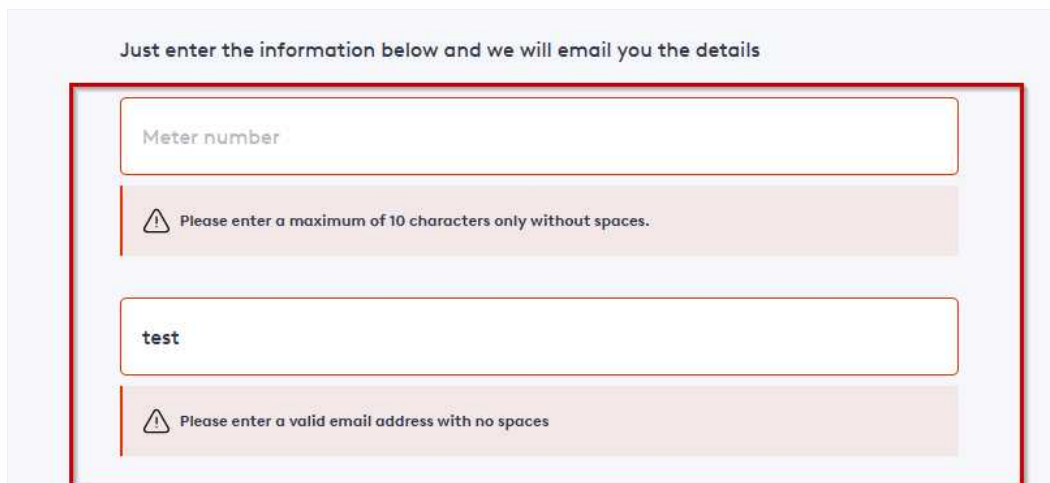 Just enter the information below and we will email you the details
Meter number
Please enter a maximum of 10 characters only without spaces.
test
Please enter a valid email address with no spaces